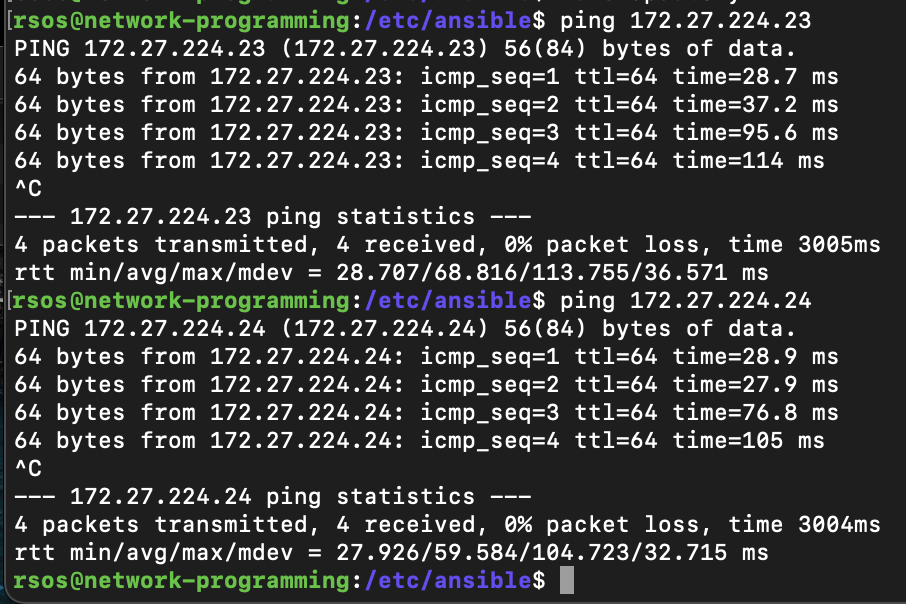 [rsos@network-programming:/etc/ansible$ ping 172.27.224.23
PING 172.27.224.23 (172.27.224.23) 56(84) bytes of data.
64 bytes from 172.27.224.23: icmp_seq=1 ttl=64 time=28.7 ms
64 bytes from 172.27.224.23: icmp_seq=2 ttl=64 time=37.2 ms
64 bytes from 172.27.224.23: icmp_seq=3 ttl=64 time=95.6 ms
64 bytes from 172.27.224.23: icmp_seq=4 ttl=64 time=114 ms
^C
--- 172.27.224.23 ping statistics ---
4 packets transmitted, 4 received, 0% packet loss, time 3005ms
rtt min/avg/max/mdev = 28.707/68.816/113.755/36.571 ms
[rsos@network-programming:/etc/ansible$ ping 172.27.224.24
PING 172.27.224.24 (172.27.224.24) 56(84) bytes of data.
64 bytes from 172.27.224.24: icmp_seq=1 ttl=64 time=28.9 ms
64 bytes from 172.27.224.24: icmp_seq=2 ttl=64 time=27.9 ms
64 bytes from 172.27.224.24: icmp_seq=3 ttl=64 time=76.8 ms
64 bytes from 172.27.224.24: icmp_seq=4 ttl=64 time=105 ms
^C
--- 172.27.224.24 ping statistics ---
4 packets transmitted, 4 received, 0% packet loss, time 3004ms
rtt min/avg/max/mdev = 27.926/59.584/104.723/32.715 ms
rsos@network-programming:/etc/ansible$